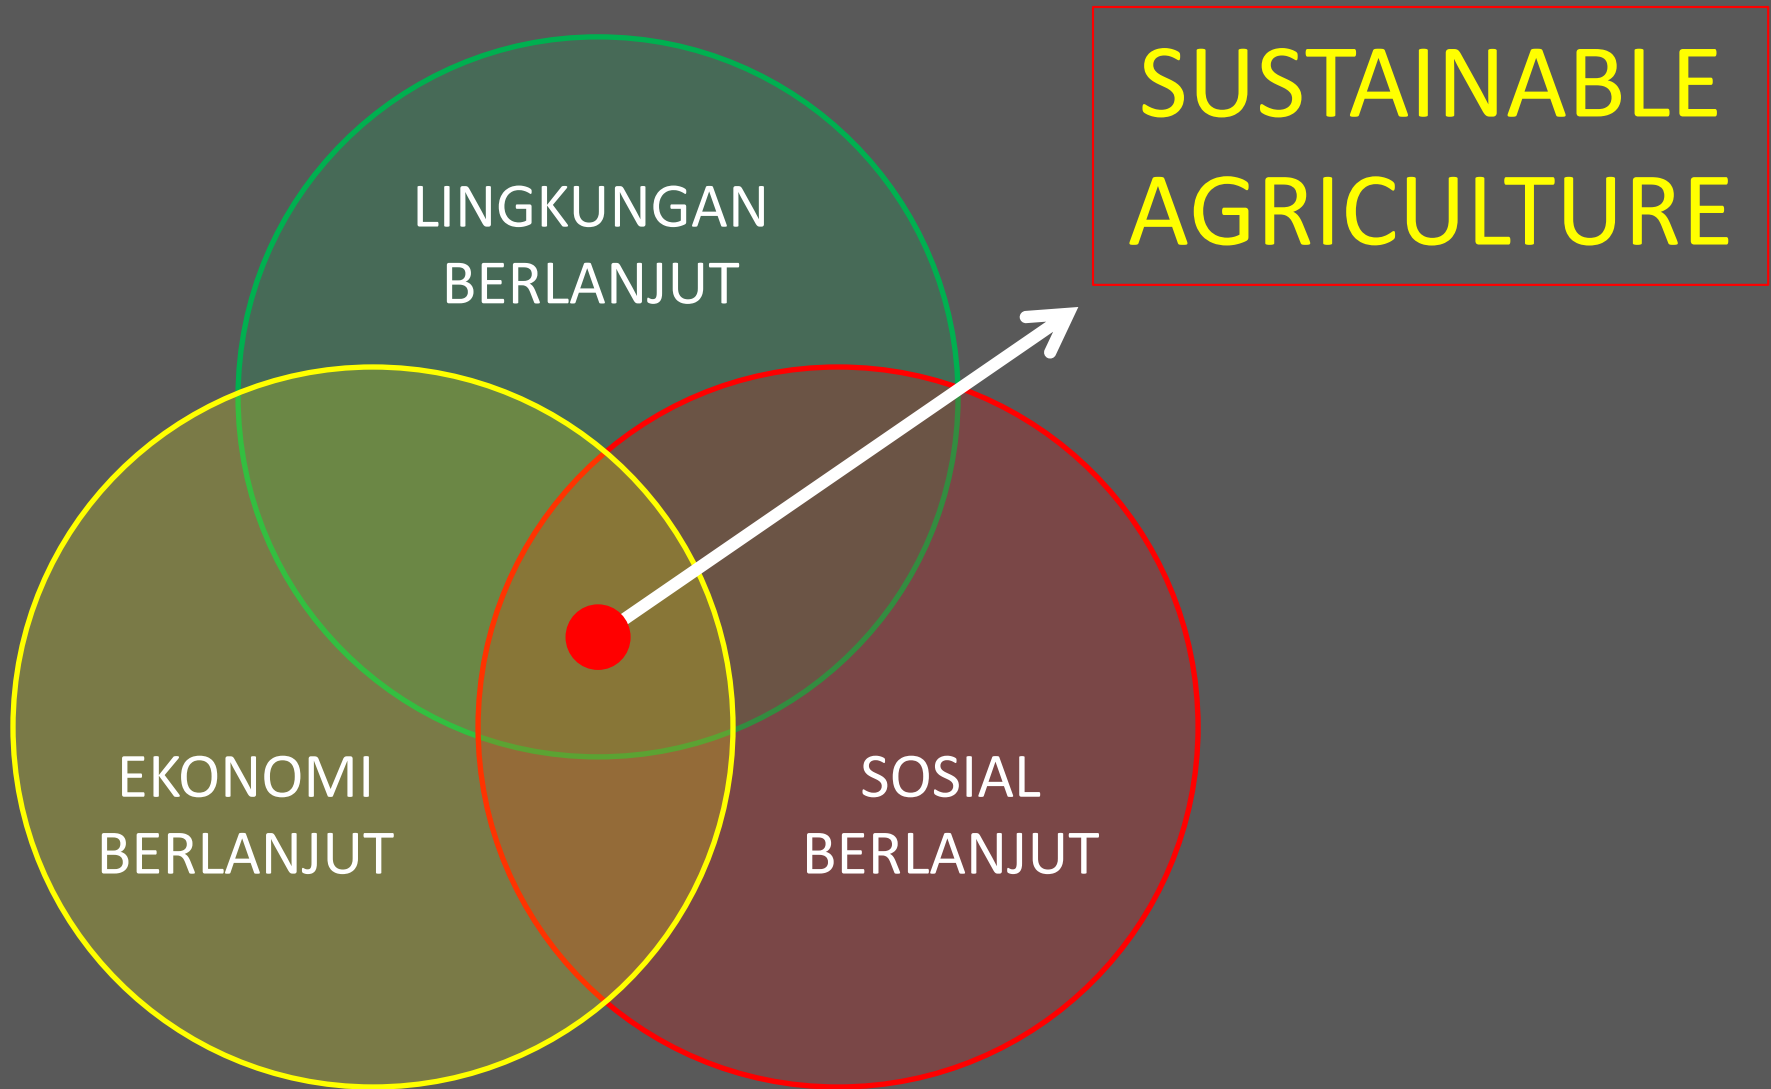 SUSTAINABLE
AGRICULTURE
LINGKUNGAN
BERLANJUT
EKONOMI
BERLANJUT
SOSIAL
BERLANJUT